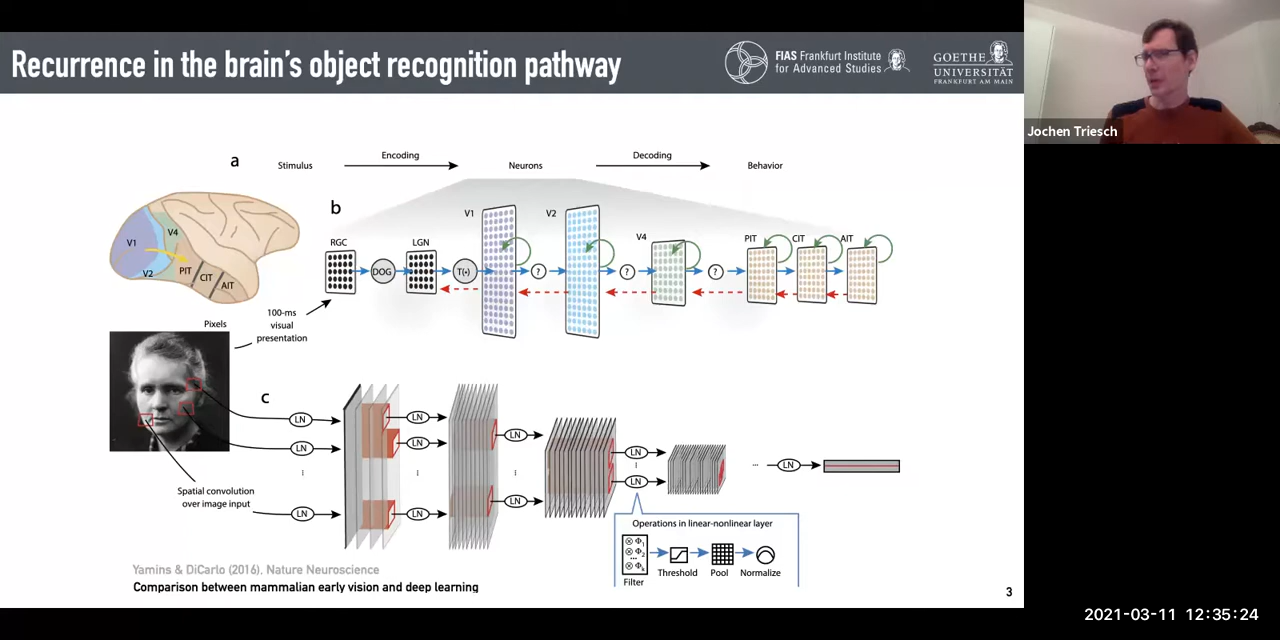 Recurrence in the brain's object recognition pathway
FIAS Frankfurt Institute
for Advanced Studies
GOETHE
UNIVERSITÄT
FRANKFURT AM MAIN
Jochen Triesch
a
Stimulus
Encoding
Neurons
Decoding
Behavior
b
V1
V2
V4
PIT
CIT
AIT
RGC
DOG
LGN
T(•)
V1
?
V2
?
V4
?
PIT
CIT
AIT
100-ms
visual
presentation
Pixels
c
LN
LN
⋮
LN
LN
LN
⋮
LN
LN
⋮
LN
LN
⋮
LN
...
LN
Spatial convolution
over image input
Operations in linear-nonlinear layer
⊗ Φ1
⊗ Φ2
...
⊗ Φk
Filter
Threshold
Pool
Normalize
Yamins & DiCarlo (2016), Nature Neuroscience
Comparison between mammalian early vision and deep learning
3
2021-03-11 12:35:24